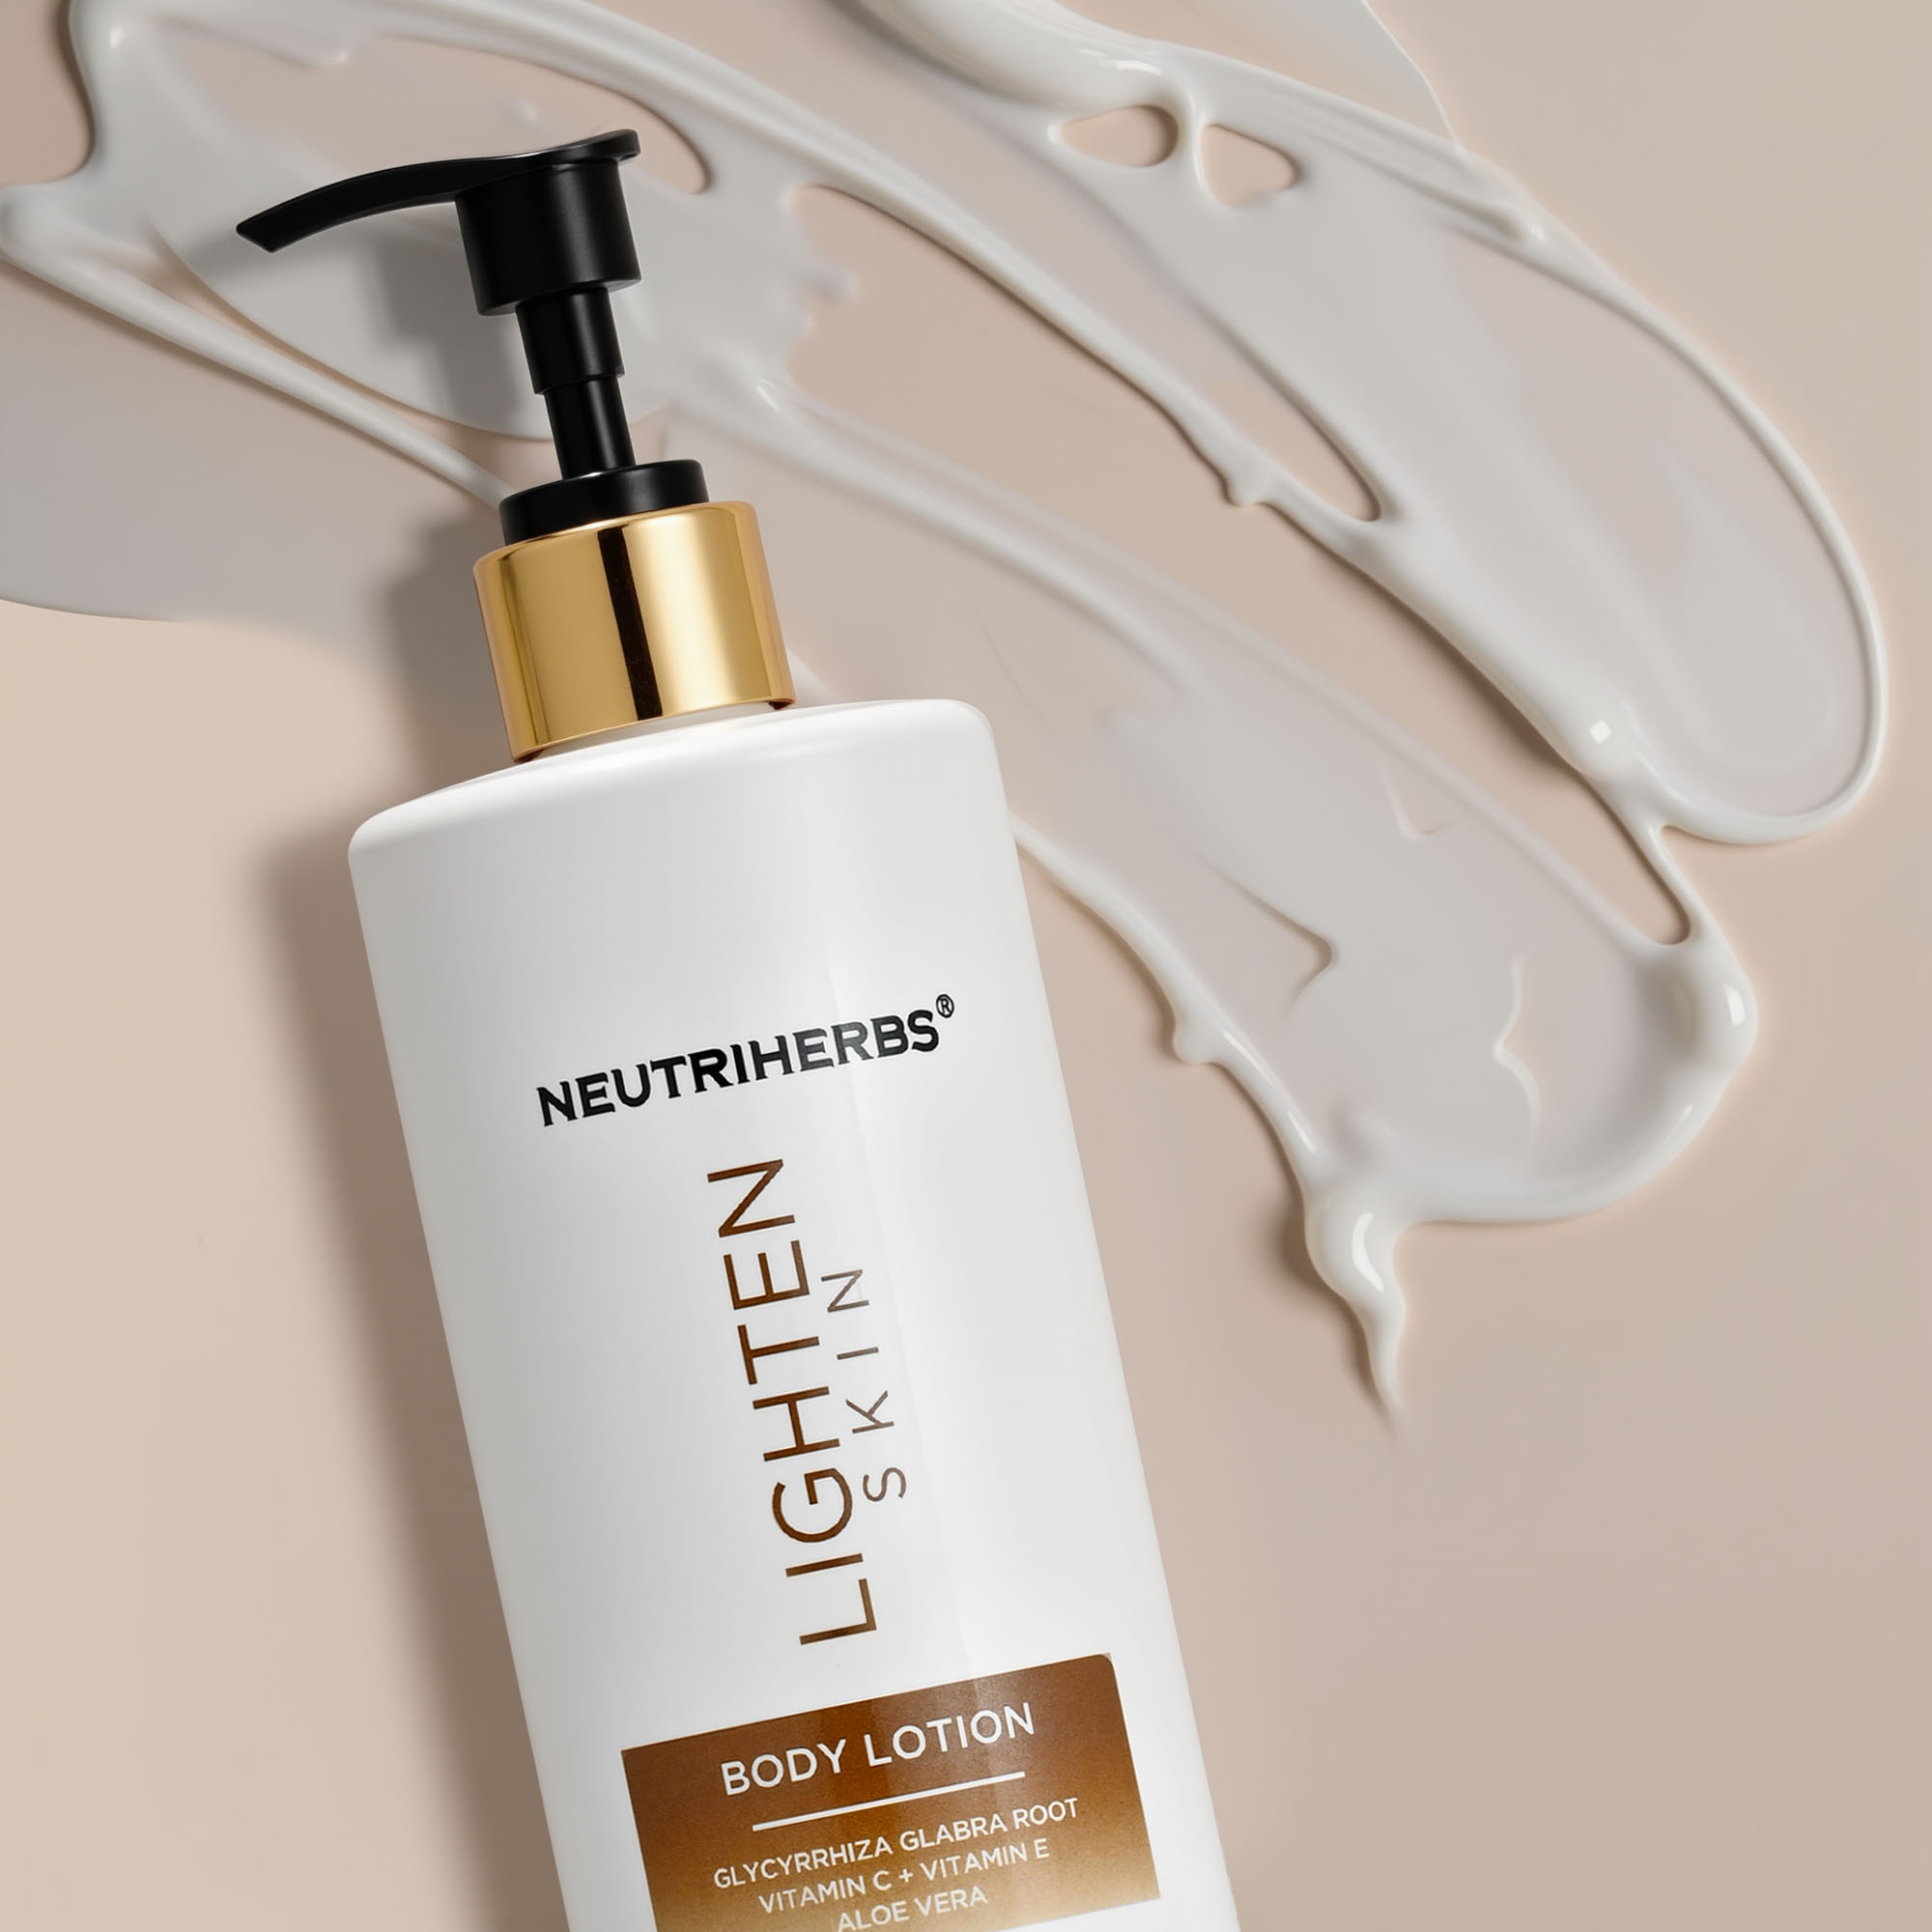 NEUTRIHERBS®
LIGHTEN
SKIN
BODY LOTION
GLYCYRRHIZA GLABRA ROOT
VITAMIN C + VITAMIN E
ALOE VERA